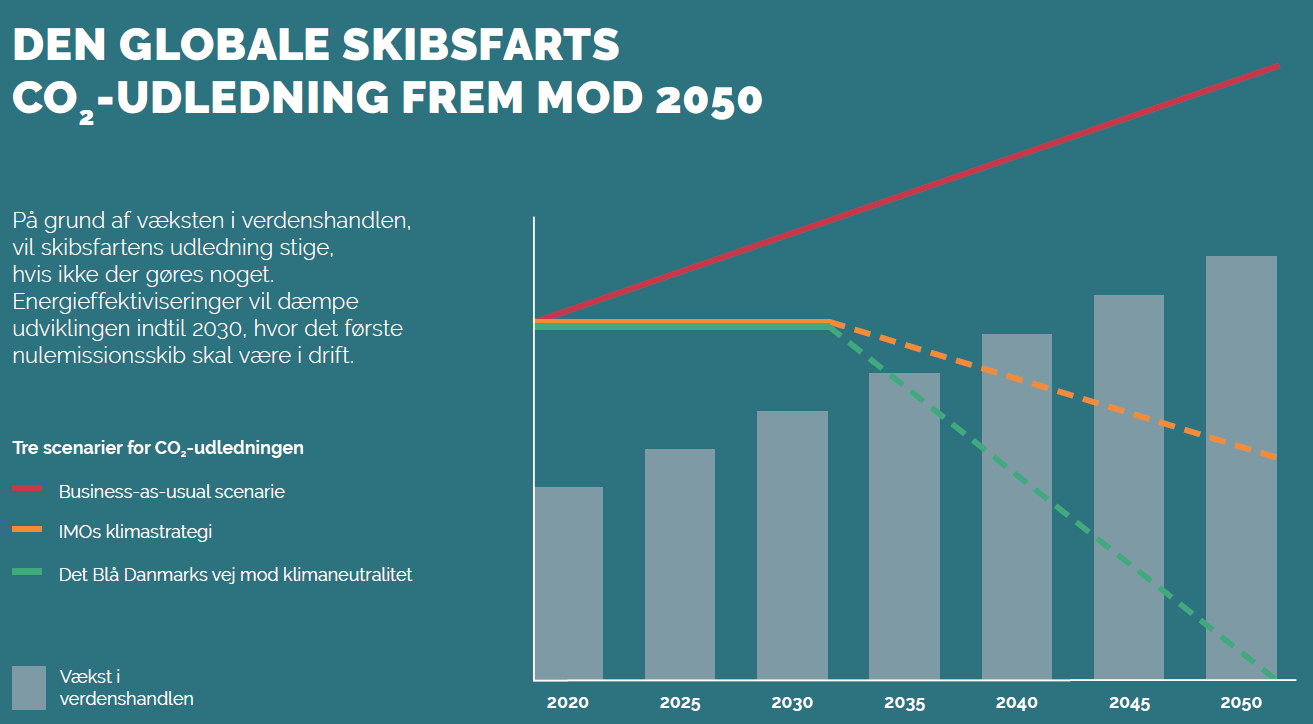 DEN GLOBALE SKIBSFARTS
CO₂-UDLEDNING FREM MOD 2050
På grund af væksten i verdenshandlen,
vil skibsfartens udledning stige,
hvis ikke der gøres noget.
Energieffektiviseringer vil dæmpe
udviklingen indtil 2030, hvor det første
nulemissionsskib skal være i drift.
Tre scenarier for CO₂-udledningen
Business-as-usual scenarie
IMOs klimastrategi
Det Blå Danmarks vej mod klimaneutralitet
Vækst i
verdenshandlen
2020 2025 2030 2035 2040 2045 2050